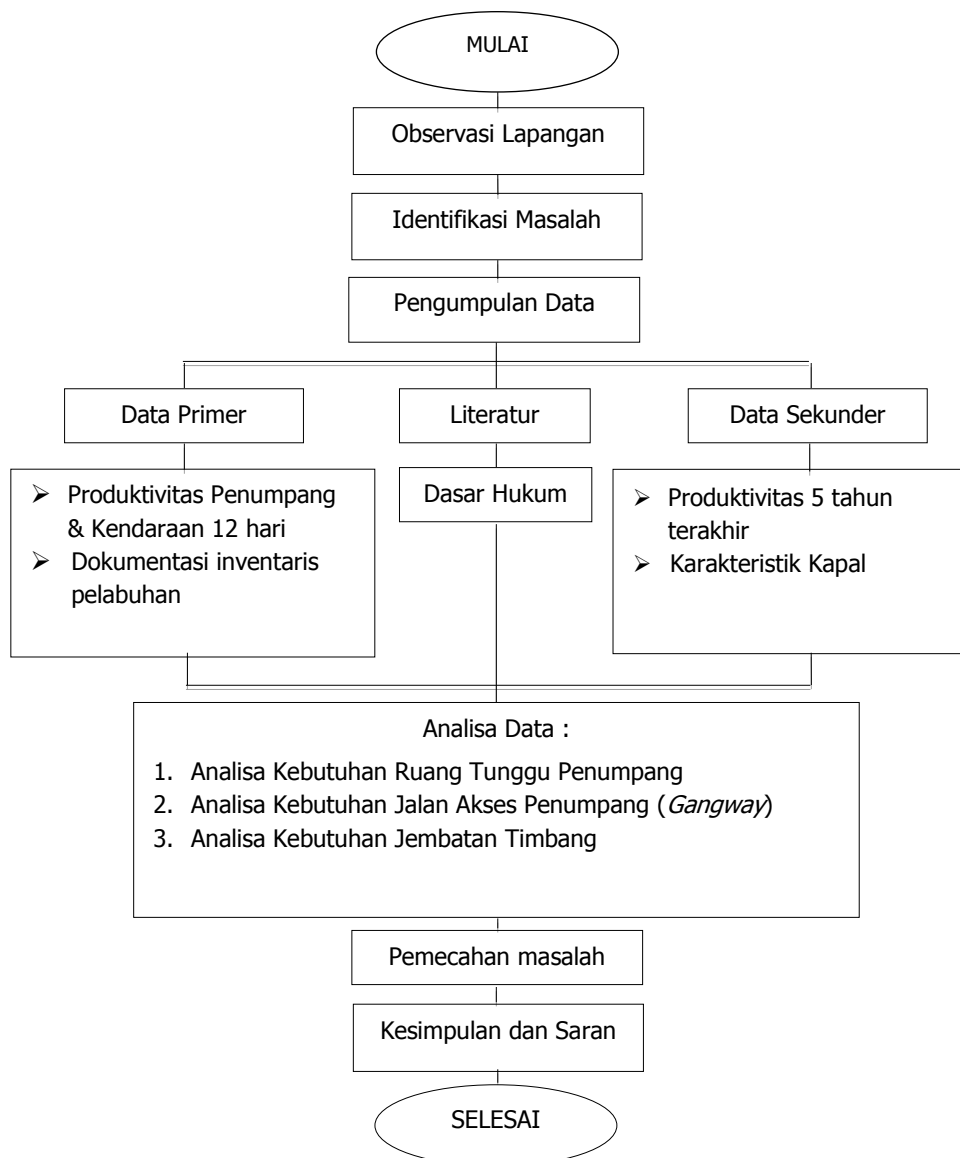 MULAI
Observasi Lapangan
Identifikasi Masalah
Pengumpulan Data
Data Primer
Literatur
Data Sekunder
➢ Produktivitas Penumpang
& Kendaraan 12 hari
➢ Dokumentasi inventaris
pelabuhan
Dasar Hukum
➢ Produktivitas 5 tahun
terakhir
➢ Karakteristik Kapal
Analisa Data :
1. Analisa Kebutuhan Ruang Tunggu Penumpang
2. Analisa Kebutuhan Jalan Akses Penumpang (Gangway)
3. Analisa Kebutuhan Jembatan Timbang
Pemecahan masalah
Kesimpulan dan Saran
SELESAI